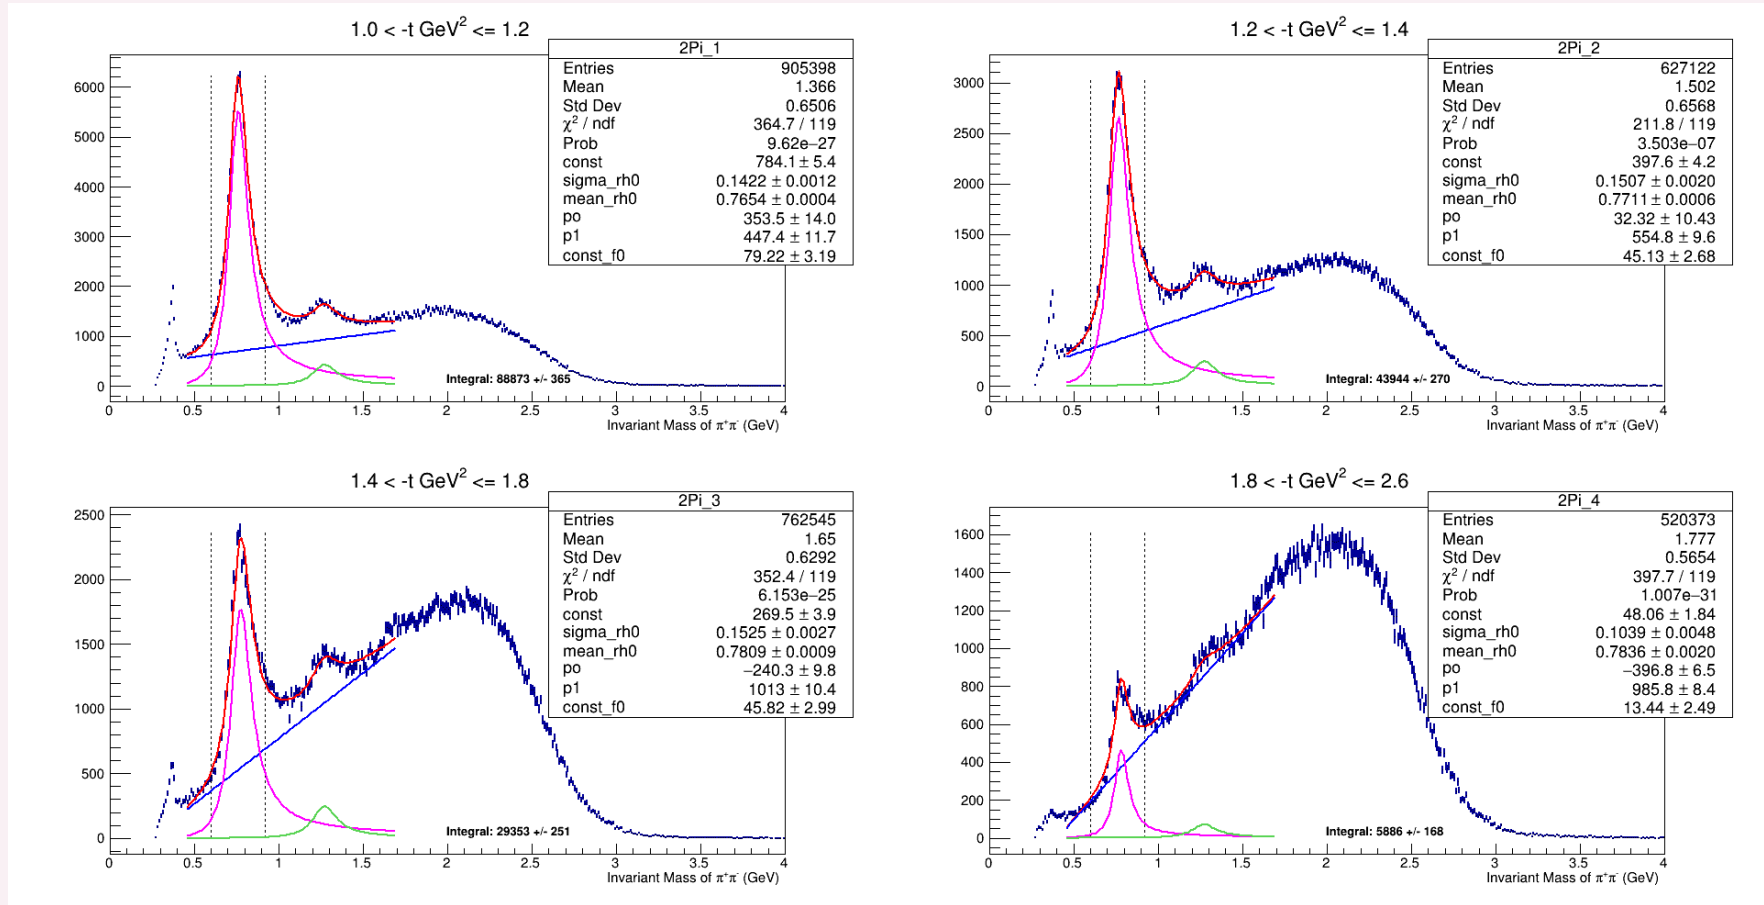 1.0 < -t GeV² <= 1.2
2Pi_1
Entries 905398
Mean 1.366
Std Dev 0.6506
χ² / ndf 364.7 / 119
Prob 9.62e−27
const 784.1 ± 5.4
sigma_rh0 0.1422 ± 0.0012
mean_rh0 0.7654 ± 0.0004
po 353.5 ± 14.0
p1 447.4 ± 11.7
const_f0 79.22 ± 3.19
6000
5000
4000
3000
2000
1000
0
Integral: 88873 +/- 365
0 0.5 1 1.5 2 2.5 3 3.5 4
Invariant Mass of π⁺π⁻ (GeV)
1.2 < -t GeV² <= 1.4
2Pi_2
Entries 627122
Mean 1.502
Std Dev 0.6568
χ² / ndf 211.8 / 119
Prob 3.503e−07
const 397.6 ± 4.2
sigma_rh0 0.1507 ± 0.0020
mean_rh0 0.7711 ± 0.0006
po 32.32 ± 10.43
p1 554.8 ± 9.6
const_f0 45.13 ± 2.68
3000
2500
2000
1500
1000
500
0
Integral: 43944 +/- 270
0 0.5 1 1.5 2 2.5 3 3.5 4
Invariant Mass of π⁺π⁻ (GeV)
1.4 < -t GeV² <= 1.8
2Pi_3
Entries 762545
Mean 1.65
Std Dev 0.6292
χ² / ndf 352.4 / 119
Prob 6.153e−25
const 269.5 ± 3.9
sigma_rh0 0.1525 ± 0.0027
mean_rh0 0.7809 ± 0.0009
po −240.3 ± 9.8
p1 1013 ± 10.4
const_f0 45.82 ± 2.99
2500
2000
1500
1000
500
0
Integral: 29353 +/- 251
0 0.5 1 1.5 2 2.5 3 3.5 4
Invariant Mass of π⁺π⁻ (GeV)
1.8 < -t GeV² <= 2.6
2Pi_4
Entries 520373
Mean 1.777
Std Dev 0.5654
χ² / ndf 397.7 / 119
Prob 1.007e−31
const 48.06 ± 1.84
sigma_rh0 0.1039 ± 0.0048
mean_rh0 0.7836 ± 0.0020
po −396.8 ± 6.5
p1 985.8 ± 8.4
const_f0 13.44 ± 2.49
1600
1400
1200
1000
800
600
400
200
0
Integral: 5886 +/- 168
0 0.5 1 1.5 2 2.5 3 3.5 4
Invariant Mass of π⁺π⁻ (GeV)